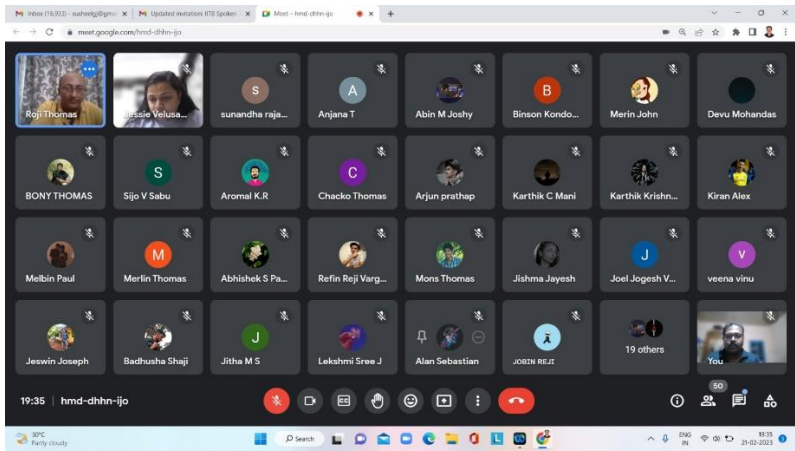 Inbox (16,933) - susheelgj@gmai
Updated invitation: IITB Spoken
Meet - hmd-dhhn-ijo
meet.google.com/hmd-dhhn-ijo
Roji Thomas
Jessie Velusa...
S
sunandha raja...
A
Anjana T
Abin M Joshy
B
Binson Kondo...
Merin John
Devu Mohandas
BONY THOMAS
S
Sijo V Sabu
Aromal K.R
C
Chacko Thomas
Arjun prathap
Karthik C Mani
Karthik Krishn...
Kiran Alex
Melbin Paul
M
Merlin Thomas
Abhishek S Pa...
Refin Reji Varg...
Mons Thomas
Jishma Jayesh
J
Joel Jogesh V...
V
veena vinu
Jeswin Joseph
Badhusha Shaji
J
Jitha M S
Lekshmi Sree J
Alan Sebastian
JOBIN REJI
19 others
You
19:35 | hmd-dhhn-ijo
50
30°C
Partly cloudy
Search
ENG
IN
19:35
21-02-2023